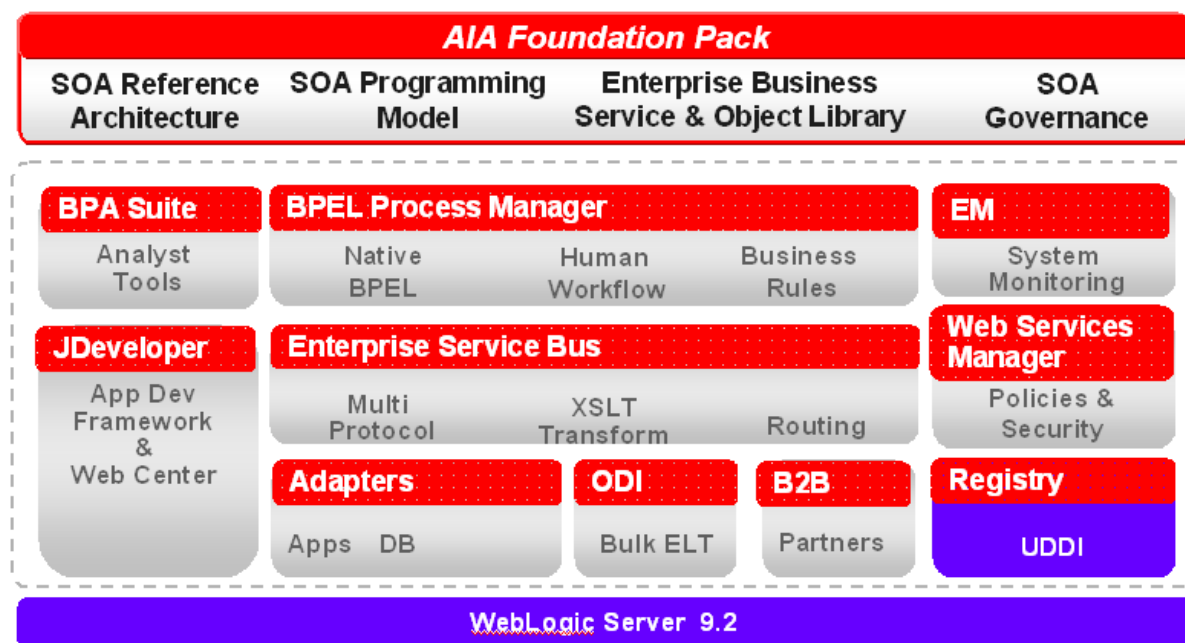 AIA Foundation Pack
SOA Reference
Architecture
SOA Programming
Model
Enterprise Business
Service & Object Library
SOA
Governance
BPA Suite
Analyst
Tools
BPEL Process Manager
Native
BPEL
Human
Workflow
Business
Rules
EM
System
Monitoring
JDeveloper
App Dev
Framework
&
Web Center
Enterprise Service Bus
Multi
Protocol
XSLT
Transform
Routing
Web Services
Manager
Policies &
Security
Adapters
Apps DB
ODI
Bulk ELT
B2B
Partners
Registry
UDDI
WebLogic Server 9.2